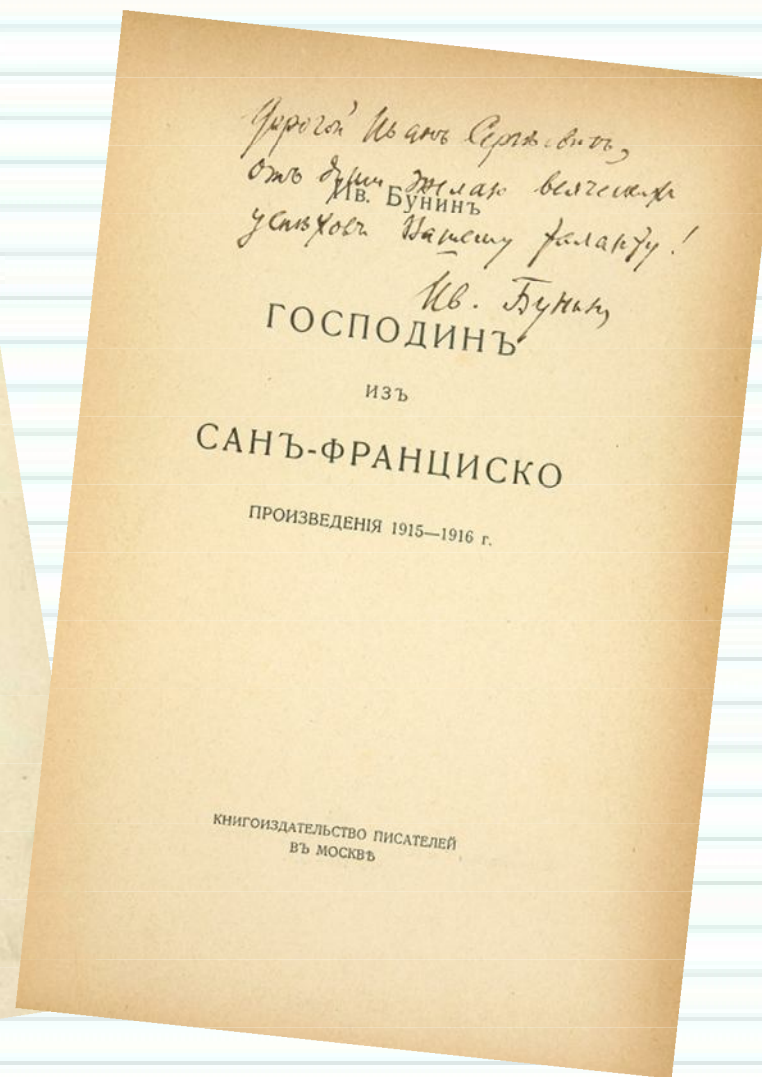 Дорогой Иванъ Сергѣевичъ,
отъ души желаю всяческихъ
Ив. Бунинъ
успѣховъ Вашему таланту!
Ив. Бунинъ
ГОСПОДИНЪ
ИЗЪ
САНЪ-ФРАНЦИСКО
ПРОИЗВЕДЕНІЯ 1915—1916 г.
КНИГОИЗДАТЕЛЬСТВО ПИСАТЕЛЕЙ
ВЪ МОСКВѢ